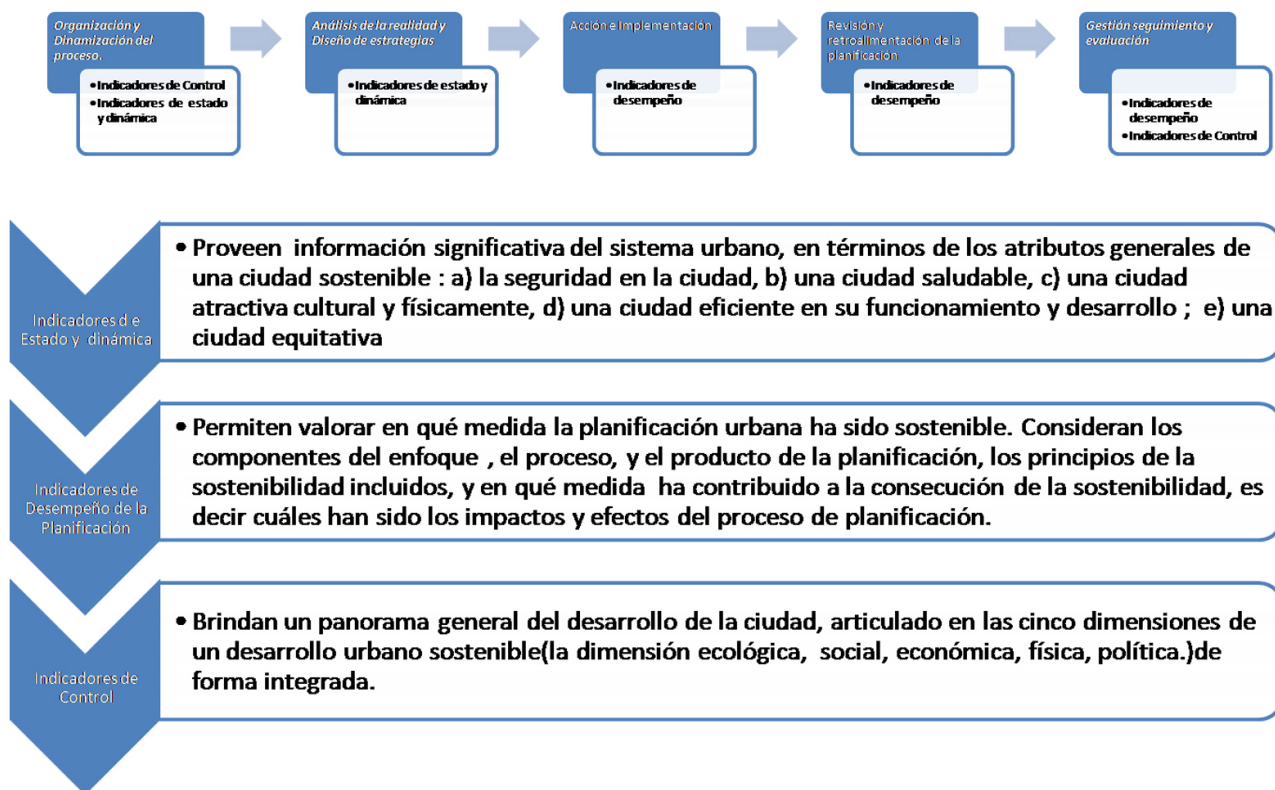 Organización y
Dinamización del
proceso.
•Indicadores de Control
•Indicadores de estado
y dinámica
Análisis de la realidad y
Diseño de estrategias
•Indicadores de estado y
dinámica
Acción e Implementación
•Indicadores de
desempeño
Revisión y
retroalimentación de la
planificación
•Indicadores de
desempeño
Gestión seguimiento y
evaluación
•Indicadores de
desempeño
•Indicadores de Control
Indicadores d e
Estado y dinámica
• Proveen información significativa del sistema urbano, en términos de los atributos generales de
una ciudad sostenible : a) la seguridad en la ciudad, b) una ciudad saludable, c) una ciudad
atractiva cultural y físicamente, d) una ciudad eficiente en su funcionamiento y desarrollo ; e) una
ciudad equitativa
Indicadores de
Desempeño de la
Planificación
• Permiten valorar en qué medida la planificación urbana ha sido sostenible. Consideran los
componentes del enfoque , el proceso, y el producto de la planificación, los principios de la
sostenibilidad incluidos, y en qué medida ha contribuido a la consecución de la sostenibilidad, es
decir cuáles han sido los impactos y efectos del proceso de planificación.
Indicadores de
Control
• Brindan un panorama general del desarrollo de la ciudad, articulado en las cinco dimensiones de
un desarrollo urbano sostenible(la dimensión ecológica, social, económica, física, política.)de
forma integrada.